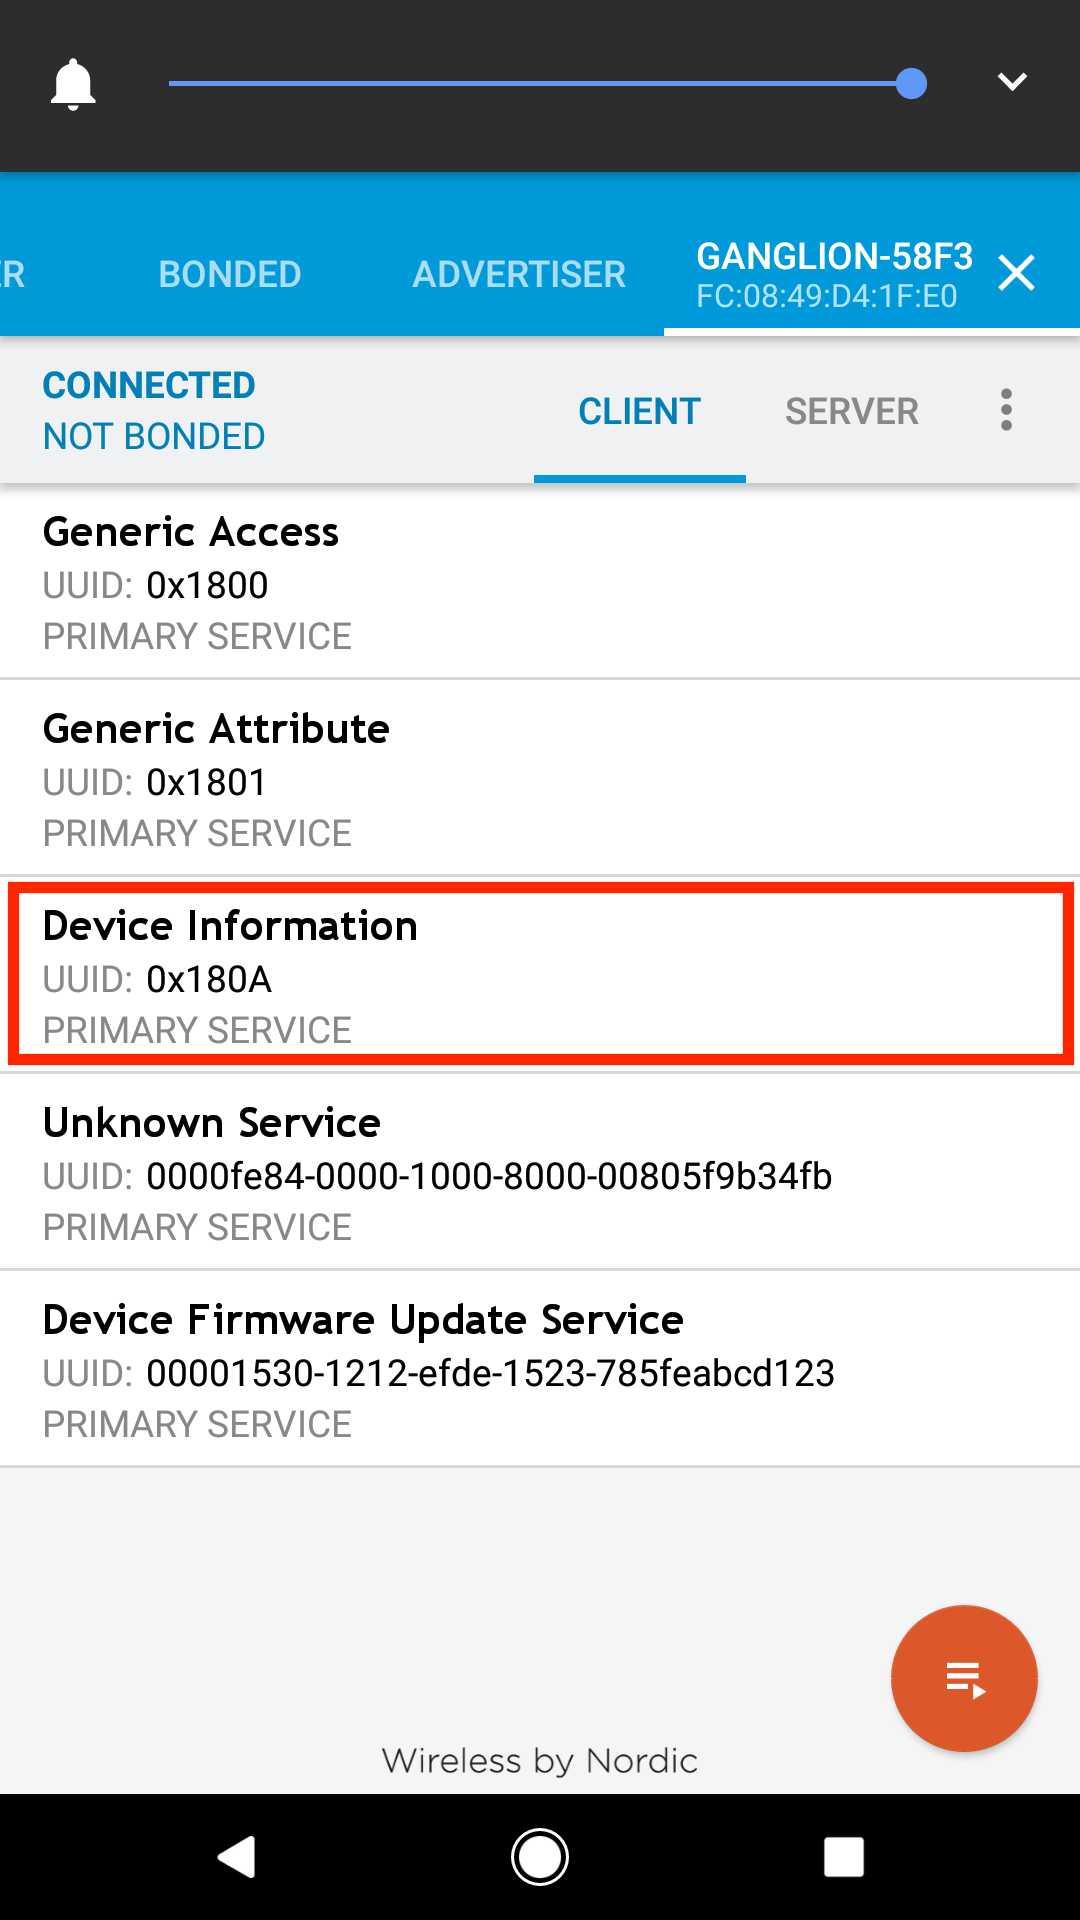 ER
BONDED
ADVERTISER
GANGLION-58F3
FC:08:49:D4:1F:E0
CONNECTED
NOT BONDED
CLIENT
SERVER
Generic Access
UUID: 0x1800
PRIMARY SERVICE
Generic Attribute
UUID: 0x1801
PRIMARY SERVICE
Device Information
UUID: 0x180A
PRIMARY SERVICE
Unknown Service
UUID: 0000fe84-0000-1000-8000-00805f9b34fb
PRIMARY SERVICE
Device Firmware Update Service
UUID: 00001530-1212-efde-1523-785feabcd123
PRIMARY SERVICE
Wireless by Nordic